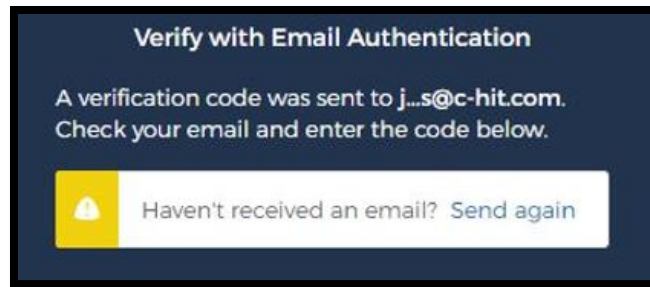 Verify with Email Authentication
A verification code was sent to j...s@c-hit.com.
Check your email and enter the code below.
Haven't received an email? Send again